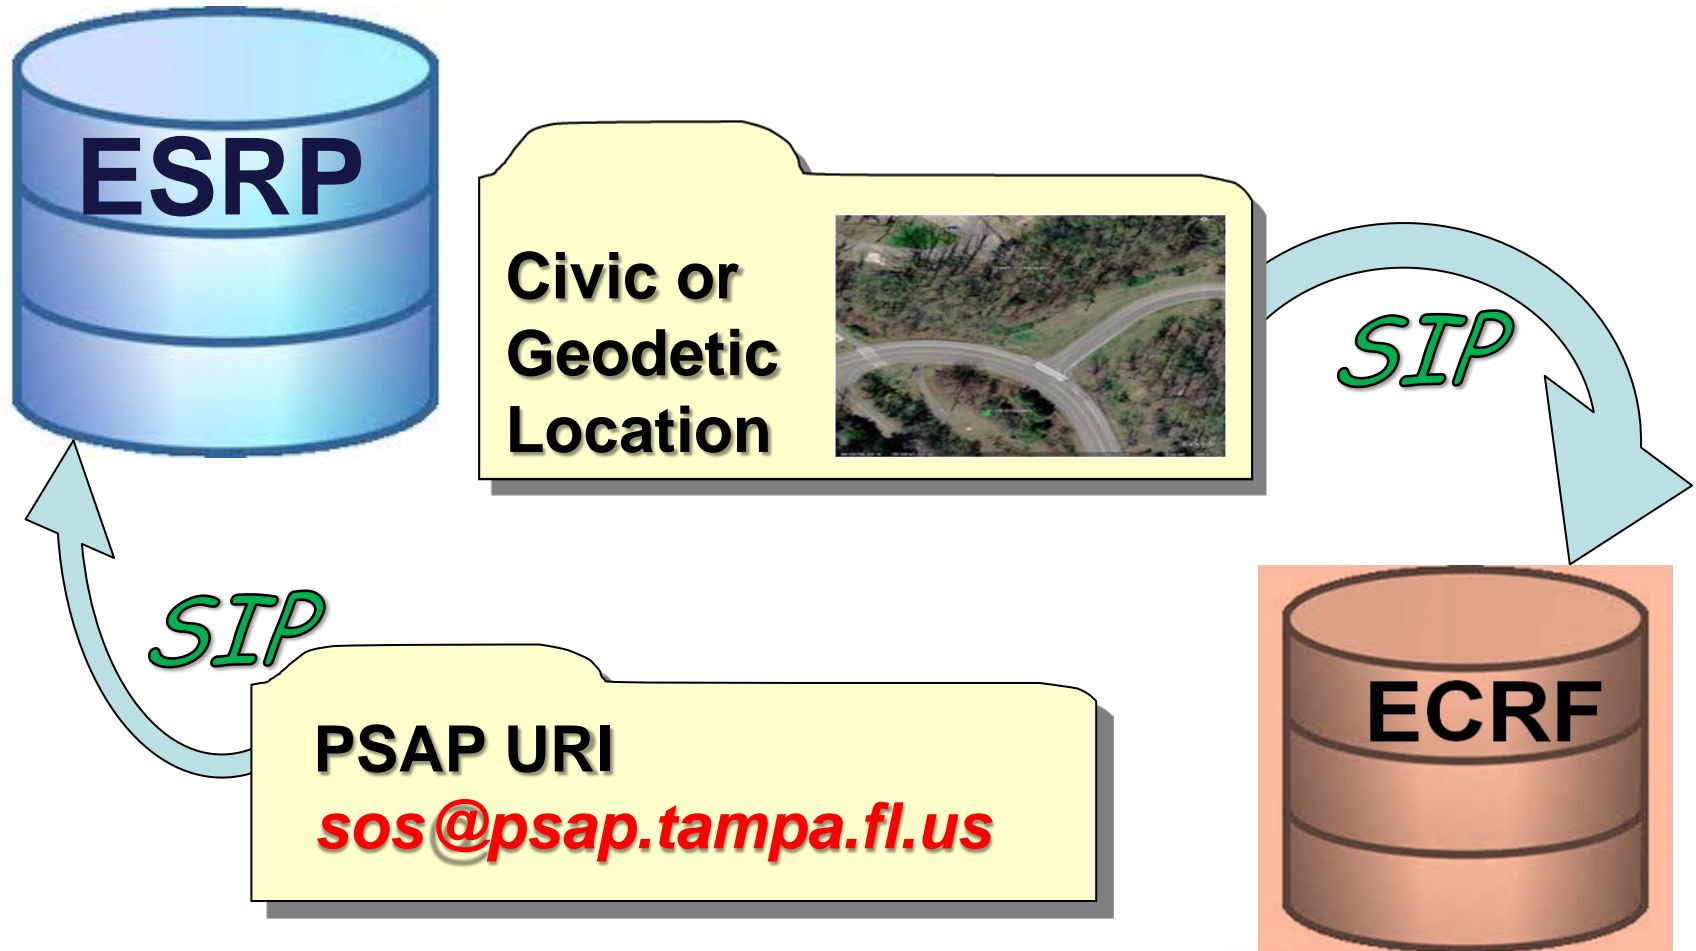 ESRP
Civic or
Geodetic
Location
SIP
SIP
PSAP URI
sos@psap.tampa.fl.us
ECRF